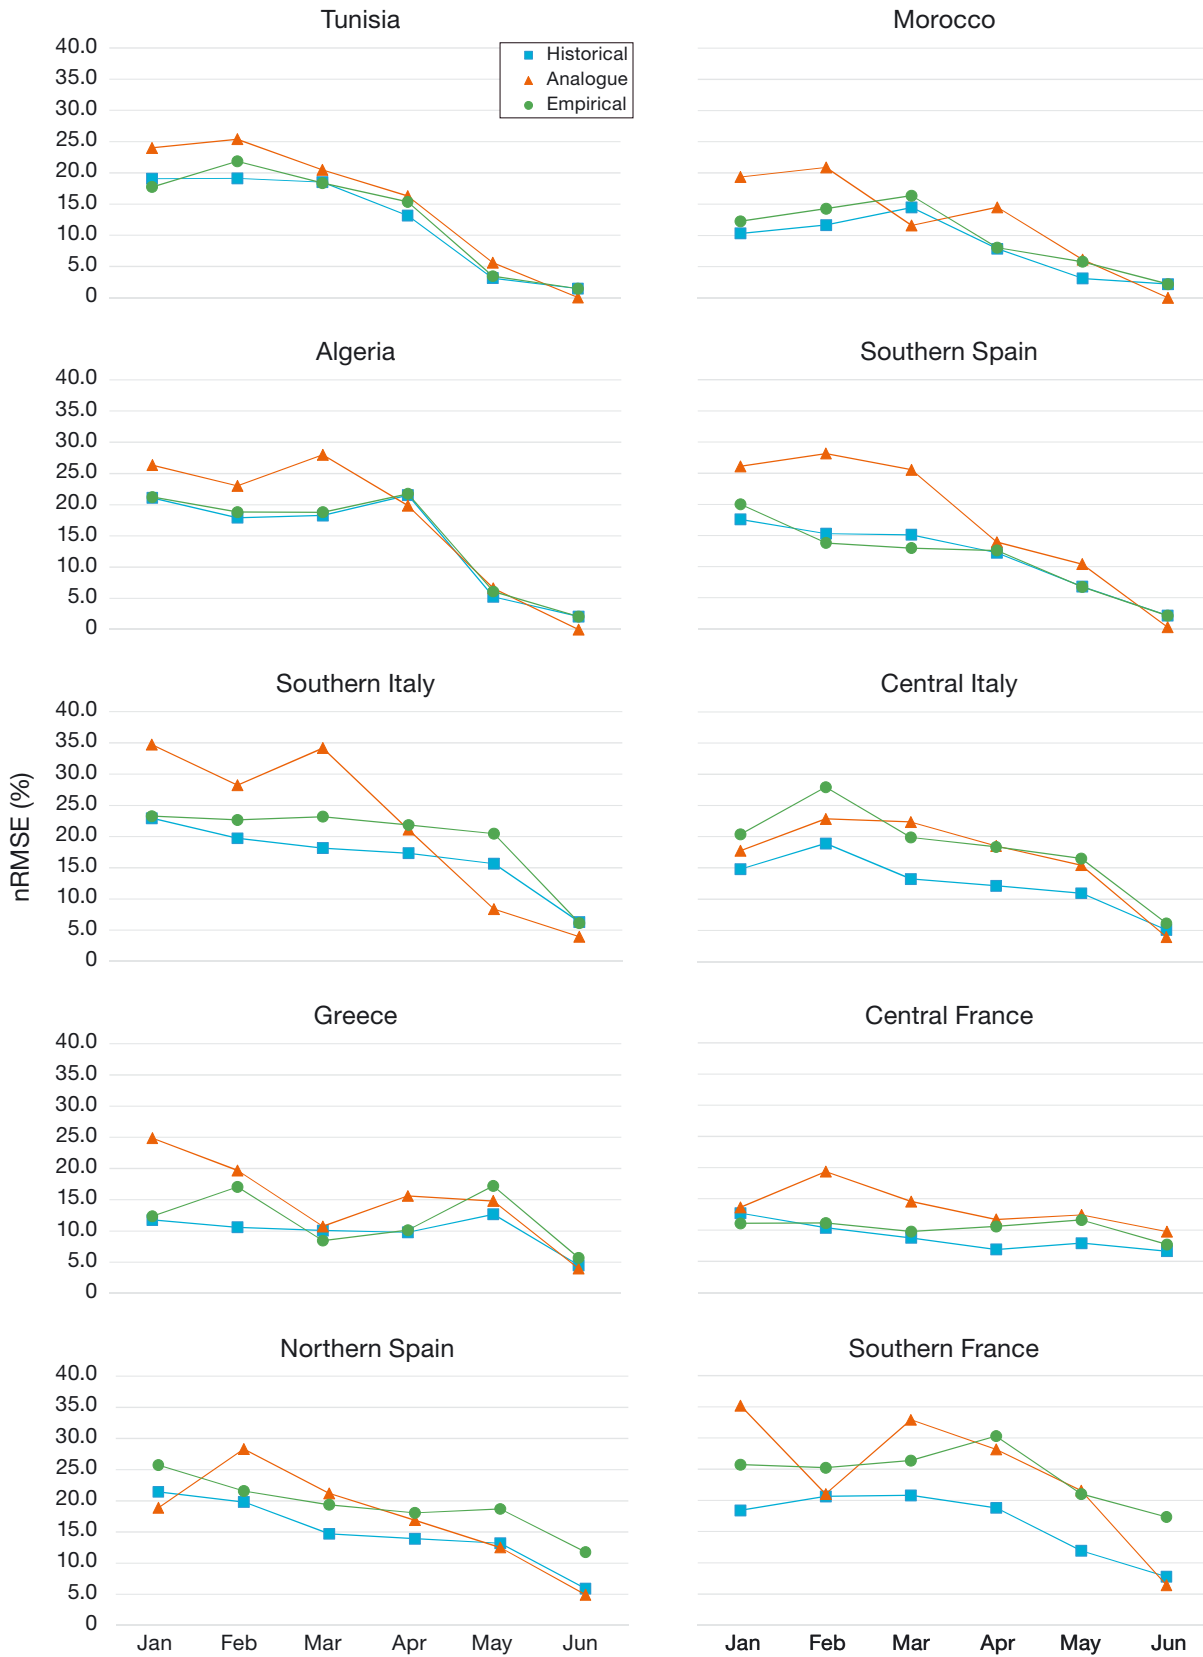 Tunisia
40.0
35.0
30.0
25.0
20.0
15.0
10.0
5.0
0
Historical
Analogue
Empirical
Morocco
Algeria
40.0
35.0
30.0
25.0
20.0
15.0
10.0
5.0
0
Southern Spain
Southern Italy
40.0
35.0
30.0
25.0
20.0
15.0
10.0
5.0
0
Central Italy
nRMSE (%)
Greece
40.0
35.0
30.0
25.0
20.0
15.0
10.0
5.0
0
Central France
Northern Spain
40.0
35.0
30.0
25.0
20.0
15.0
10.0
5.0
0
Jan Feb Mar Apr May Jun
Southern France
Jan Feb Mar Apr May Jun